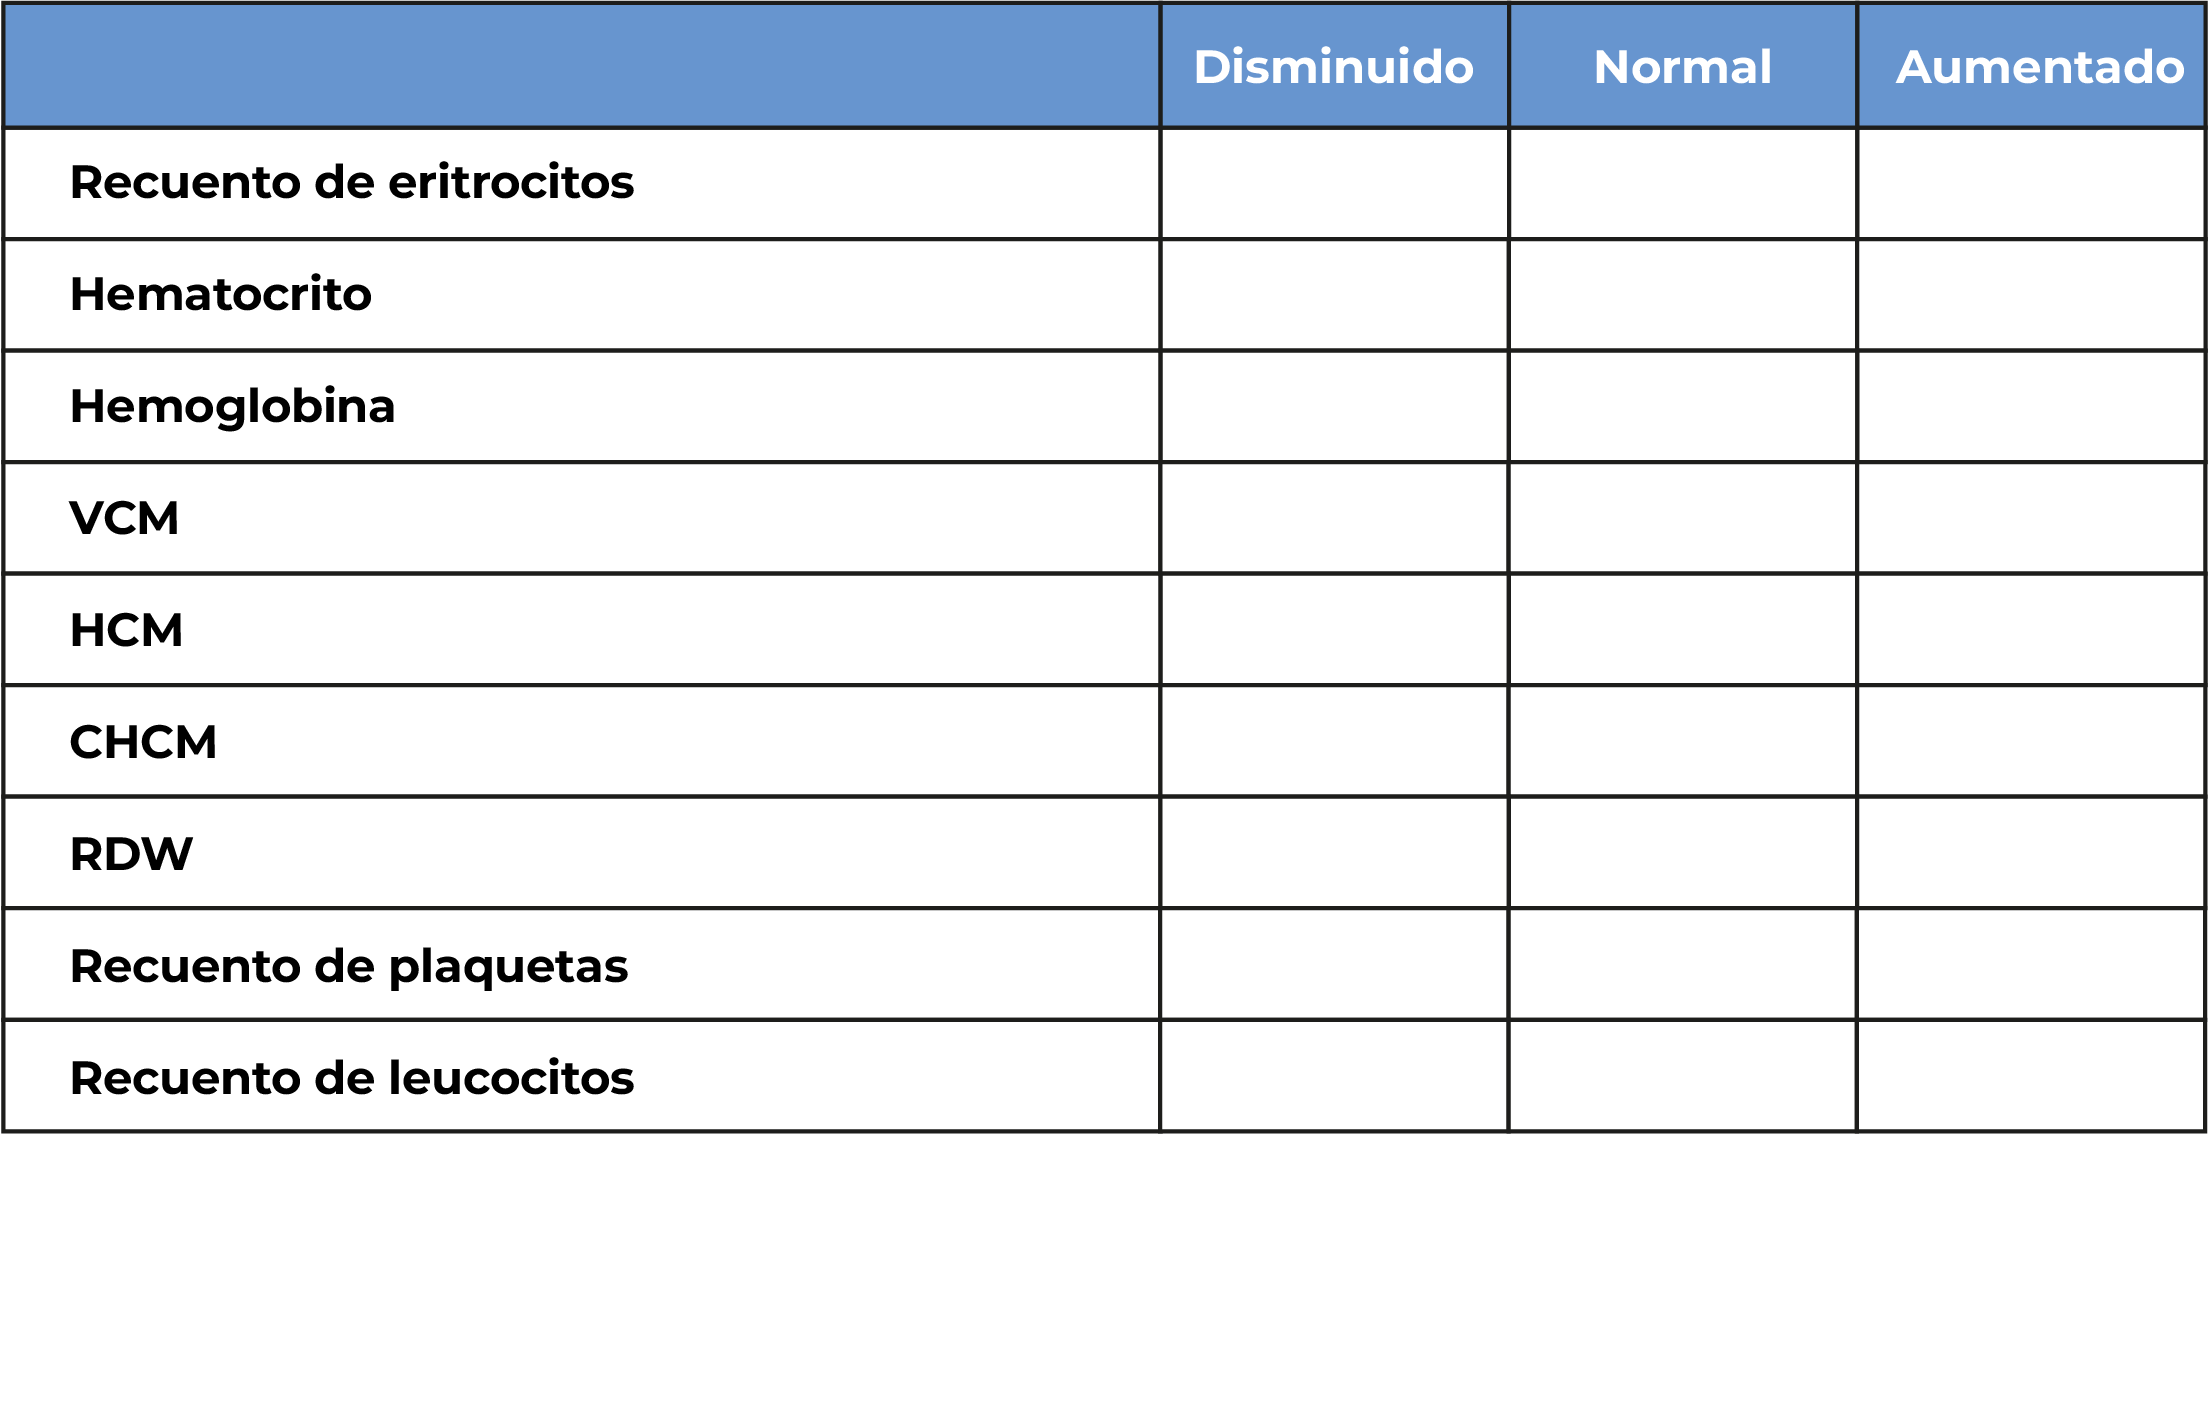 Disminuido Normal Aumentado
Recuento de eritrocitos
Hematocrito
Hemoglobina
VCM
HCM
CHCM
RDW
Recuento de plaquetas
Recuento de leucocitos